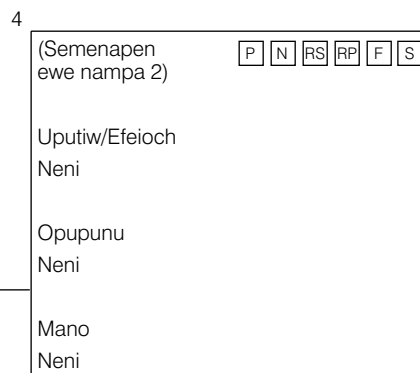 4
(Semenapen P N RS RP F S
ewe nampa 2)
Uputiw/Efeioch
Neni
Opupunu
Neni
Mano
Neni